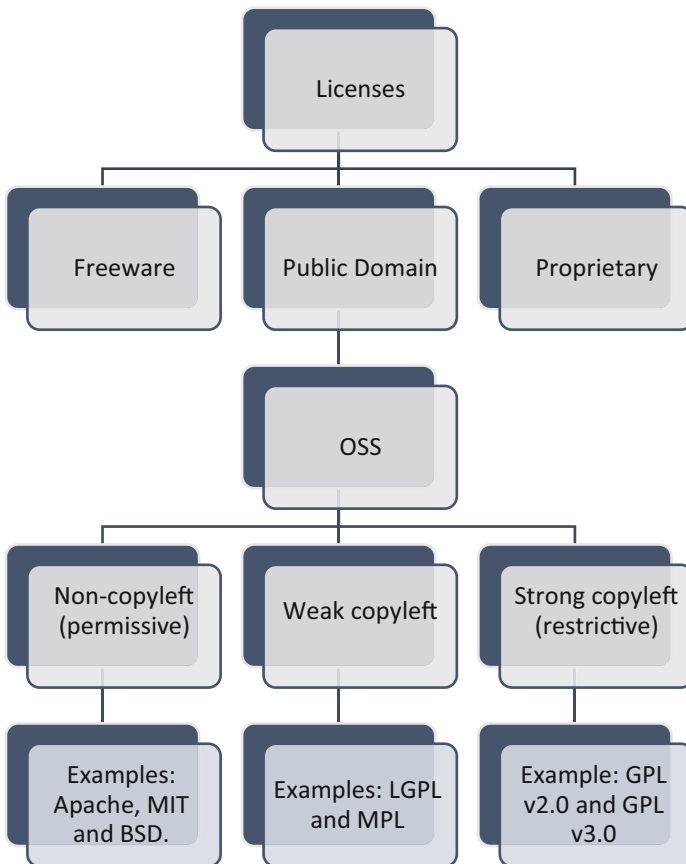 Licenses
Freeware
Public Domain
Proprietary
OSS
Non-copyleft
(permissive)
Weak copyleft
Strong copyleft
(restrictive)
Examples:
Apache, MIT
and BSD.
Examples: LGPL
and MPL
Example: GPL
v2.0 and GPL
v3.0